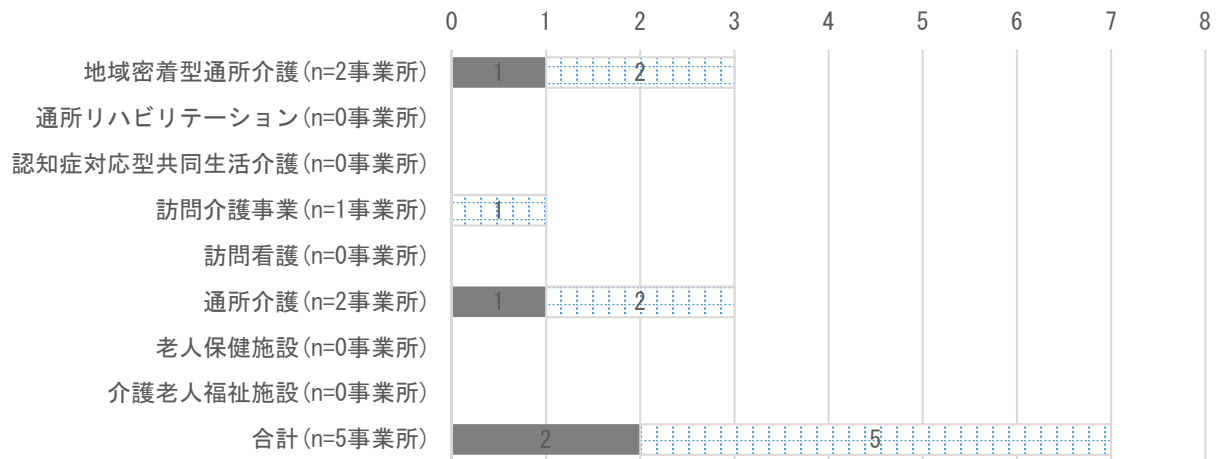 0 1 2 3 4 5 6 7 8
地域密着型通所介護(n=2事業所) 1 2
通所リハビリテーション(n=0事業所)
認知症対応型共同生活介護(n=0事業所)
訪問介護事業(n=1事業所) 1
訪問看護(n=0事業所)
通所介護(n=2事業所) 1 2
老人保健施設(n=0事業所)
介護老人福祉施設(n=0事業所)
合計(n=5事業所) 2 5